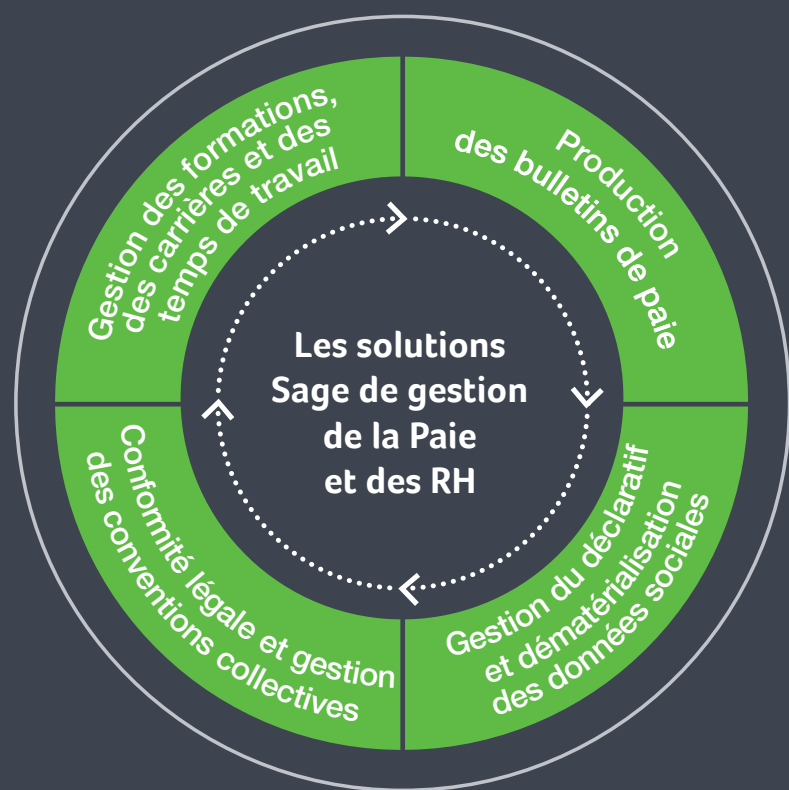 Gestion des formations,
des carrières et des
temps de travail
Production
des bulletins de paie
Les solutions
Sage de gestion
de la Paie
et des RH
Conformité légale et gestion
des conventions collectives
Gestion du déclaratif
et dématérialisation
des données sociales